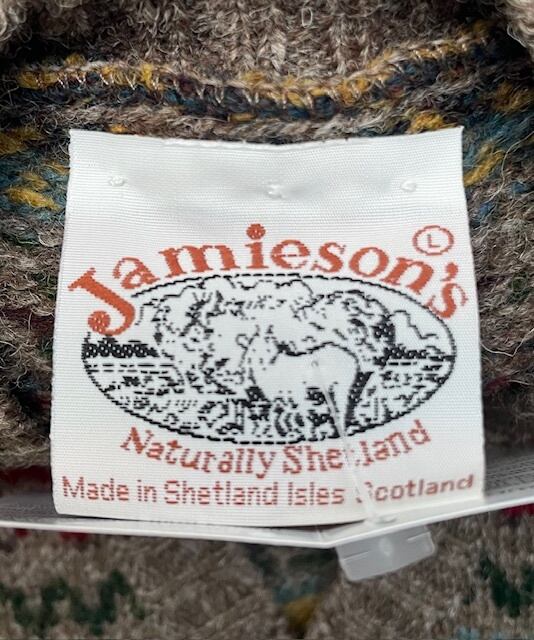 Jamieson's
L
Naturally Shetland
Made in Shetland Isles Scotland